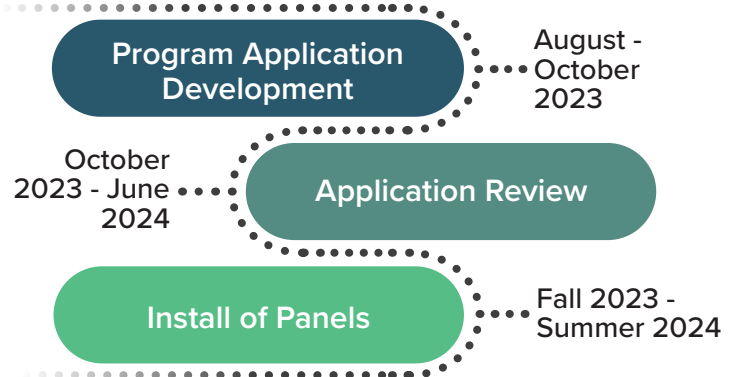 Program Application
Development
August -
October
2023
October
2023 - June
2024
Application Review
Install of Panels
Fall 2023 -
Summer 2024